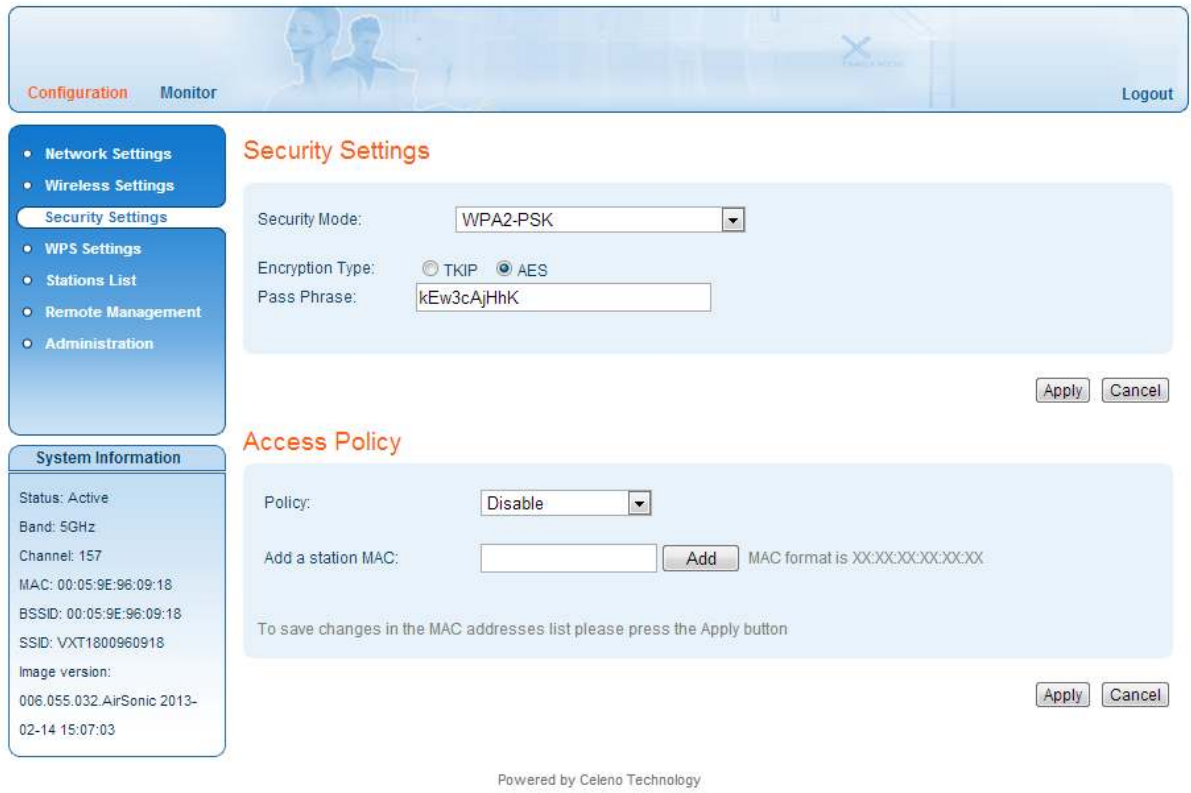 Configuration Monitor Logout
Network Settings
Wireless Settings
Security Settings
WPS Settings
Stations List
Remote Management
Administration
System Information
Status: Active
Band: 5GHz
Channel: 157
MAC: 00:05:9E:96:09:18
BSSID: 00:05:9E:96:09:18
SSID: VXT1800960918
Image version:
006.055.032.AirSonic 2013-
02-14 15:07:03
Security Settings
Security Mode: WPA2-PSK
Encryption Type: TKIP AES
Pass Phrase: kEw3cAjHhK
Apply Cancel
Access Policy
Policy: Disable
Add a station MAC: Add MAC format is XX:XX:XX:XX:XX:XX
To save changes in the MAC addresses list please press the Apply button
Apply Cancel
Powered by Celeno Technology